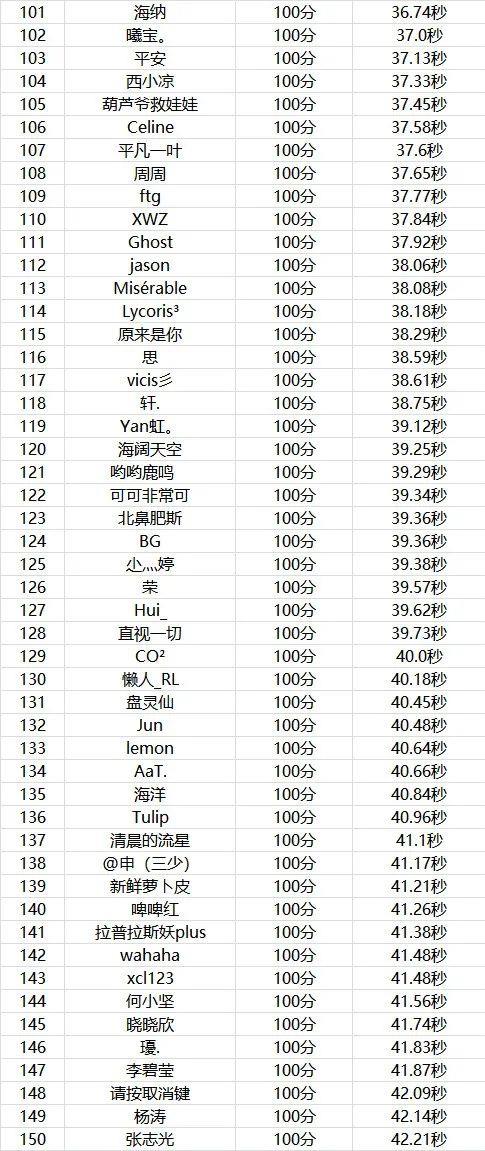 101 海纳 100分 36.74秒
102 曦宝。 100分 37.0秒
103 平安 100分 37.13秒
104 西小凉 100分 37.33秒
105 葫芦爷救娃娃 100分 37.45秒
106 Celine 100分 37.58秒
107 平凡一叶 100分 37.6秒
108 周周 100分 37.65秒
109 ftg 100分 37.77秒
110 XWZ 100分 37.84秒
111 Ghost 100分 37.92秒
112 jason 100分 38.06秒
113 Misérable 100分 38.08秒
114 Lycoris³ 100分 38.18秒
115 原来是你 100分 38.29秒
116 思 100分 38.59秒
117 vicis彡 100分 38.61秒
118 轩. 100分 38.75秒
119 Yan虹。 100分 39.12秒
120 海阔天空 100分 39.25秒
121 哟哟鹿鸣 100分 39.29秒
122 可可非常可 100分 39.34秒
123 北鼻肥斯 100分 39.36秒
124 BG 100分 39.36秒
125 尐灬婷 100分 39.38秒
126 荣 100分 39.57秒
127 Hui_ 100分 39.62秒
128 直视一切 100分 39.73秒
129 CO² 100分 40.0秒
130 懒人_RL 100分 40.18秒
131 盘灵仙 100分 40.45秒
132 Jun 100分 40.48秒
133 lemon 100分 40.64秒
134 AaT. 100分 40.66秒
135 海洋 100分 40.84秒
136 Tulip 100分 40.96秒
137 清晨的流星 100分 41.1秒
138 @申（三少） 100分 41.17秒
139 新鲜萝卜皮 100分 41.21秒
140 啤啤红 100分 41.26秒
141 拉普拉斯妖plus 100分 41.38秒
142 wahaha 100分 41.48秒
143 xcl123 100分 41.48秒
144 何小坚 100分 41.56秒
145 晓晓欣 100分 41.74秒
146 瓇. 100分 41.83秒
147 李碧莹 100分 41.87秒
148 请按取消键 100分 42.09秒
149 杨涛 100分 42.14秒
150 张志光 100分 42.21秒